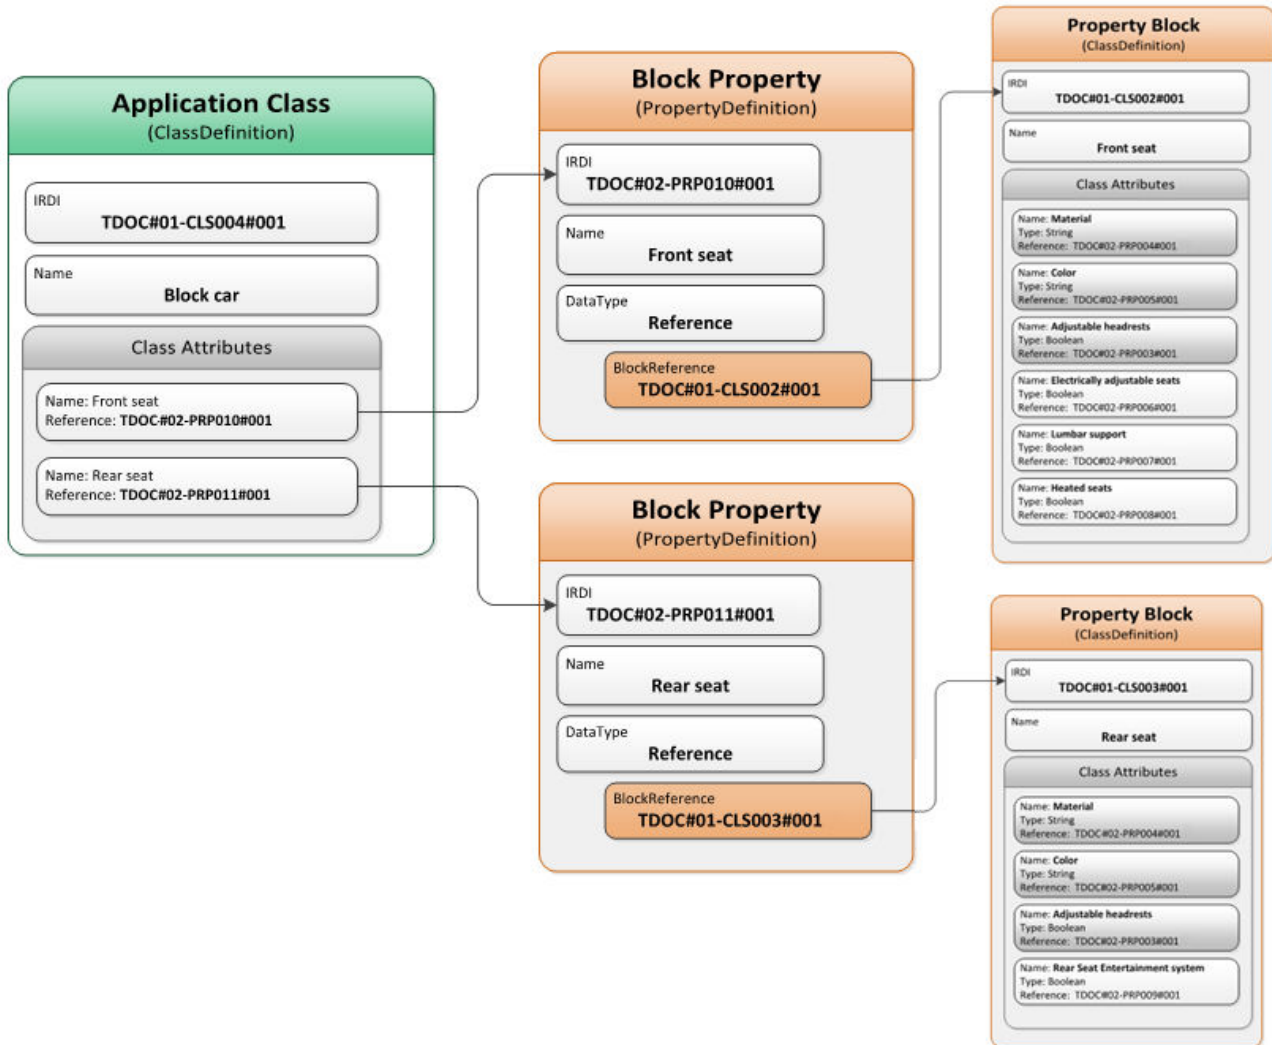 Application Class
(ClassDefinition)
IRDI
TDOC#01-CLS004#001
Name
Block car
Class Attributes
Name: Front seat
Reference: TDOC#02-PRP010#001
Name: Rear seat
Reference: TDOC#02-PRP011#001
Block Property
(PropertyDefinition)
IRDI
TDOC#02-PRP010#001
Name
Front seat
DataType
Reference
BlockReference
TDOC#01-CLS002#001
Block Property
(PropertyDefinition)
IRDI
TDOC#02-PRP011#001
Name
Rear seat
DataType
Reference
BlockReference
TDOC#01-CLS003#001
Property Block
(ClassDefinition)
IRDI
TDOC#01-CLS002#001
Name
Front seat
Class Attributes
Name: Material
Type: String
Reference: TDOC#02-PRP004#001
Name: Color
Type: String
Reference: TDOC#02-PRP005#001
Name: Adjustable headrests
Type: Boolean
Reference: TDOC#02-PRP003#001
Name: Electrically adjustable seats
Type: Boolean
Reference: TDOC#02-PRP006#001
Name: Lumbar support
Type: Boolean
Reference: TDOC#02-PRP007#001
Name: Heated seats
Type: Boolean
Reference: TDOC#02-PRP008#001
Property Block
(ClassDefinition)
IRDI
TDOC#01-CLS003#001
Name
Rear seat
Class Attributes
Name: Material
Type: String
Reference: TDOC#02-PRP004#001
Name: Color
Type: String
Reference: TDOC#02-PRP005#001
Name: Adjustable headrests
Type: Boolean
Reference: TDOC#02-PRP003#001
Name: Rear Seat Entertainment system
Type: Boolean
Reference: TDOC#02-PRP009#001